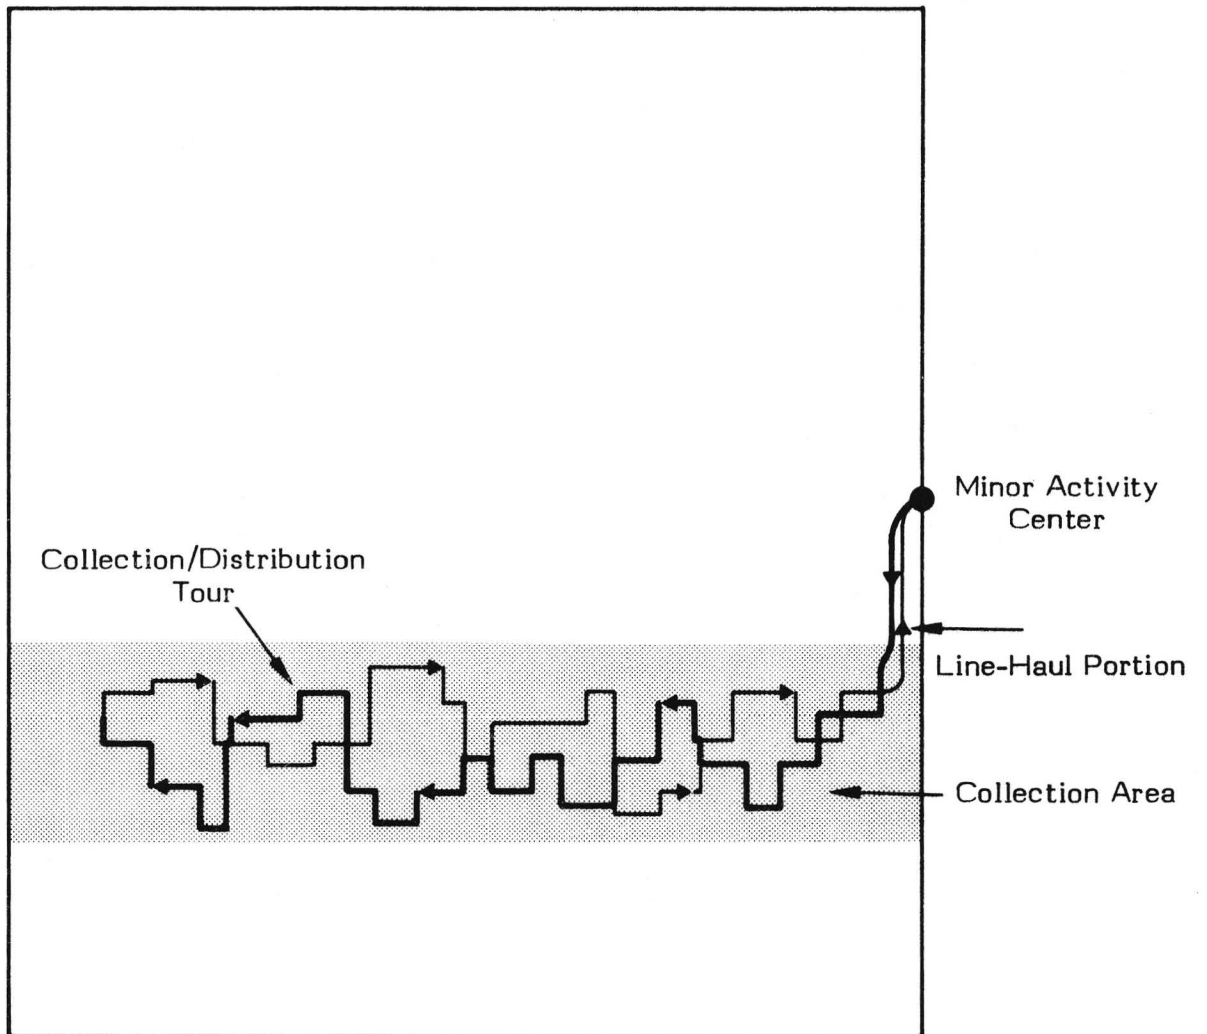 Minor Activity
Center
Collection/Distribution
Tour
Line-Haul Portion
Collection Area